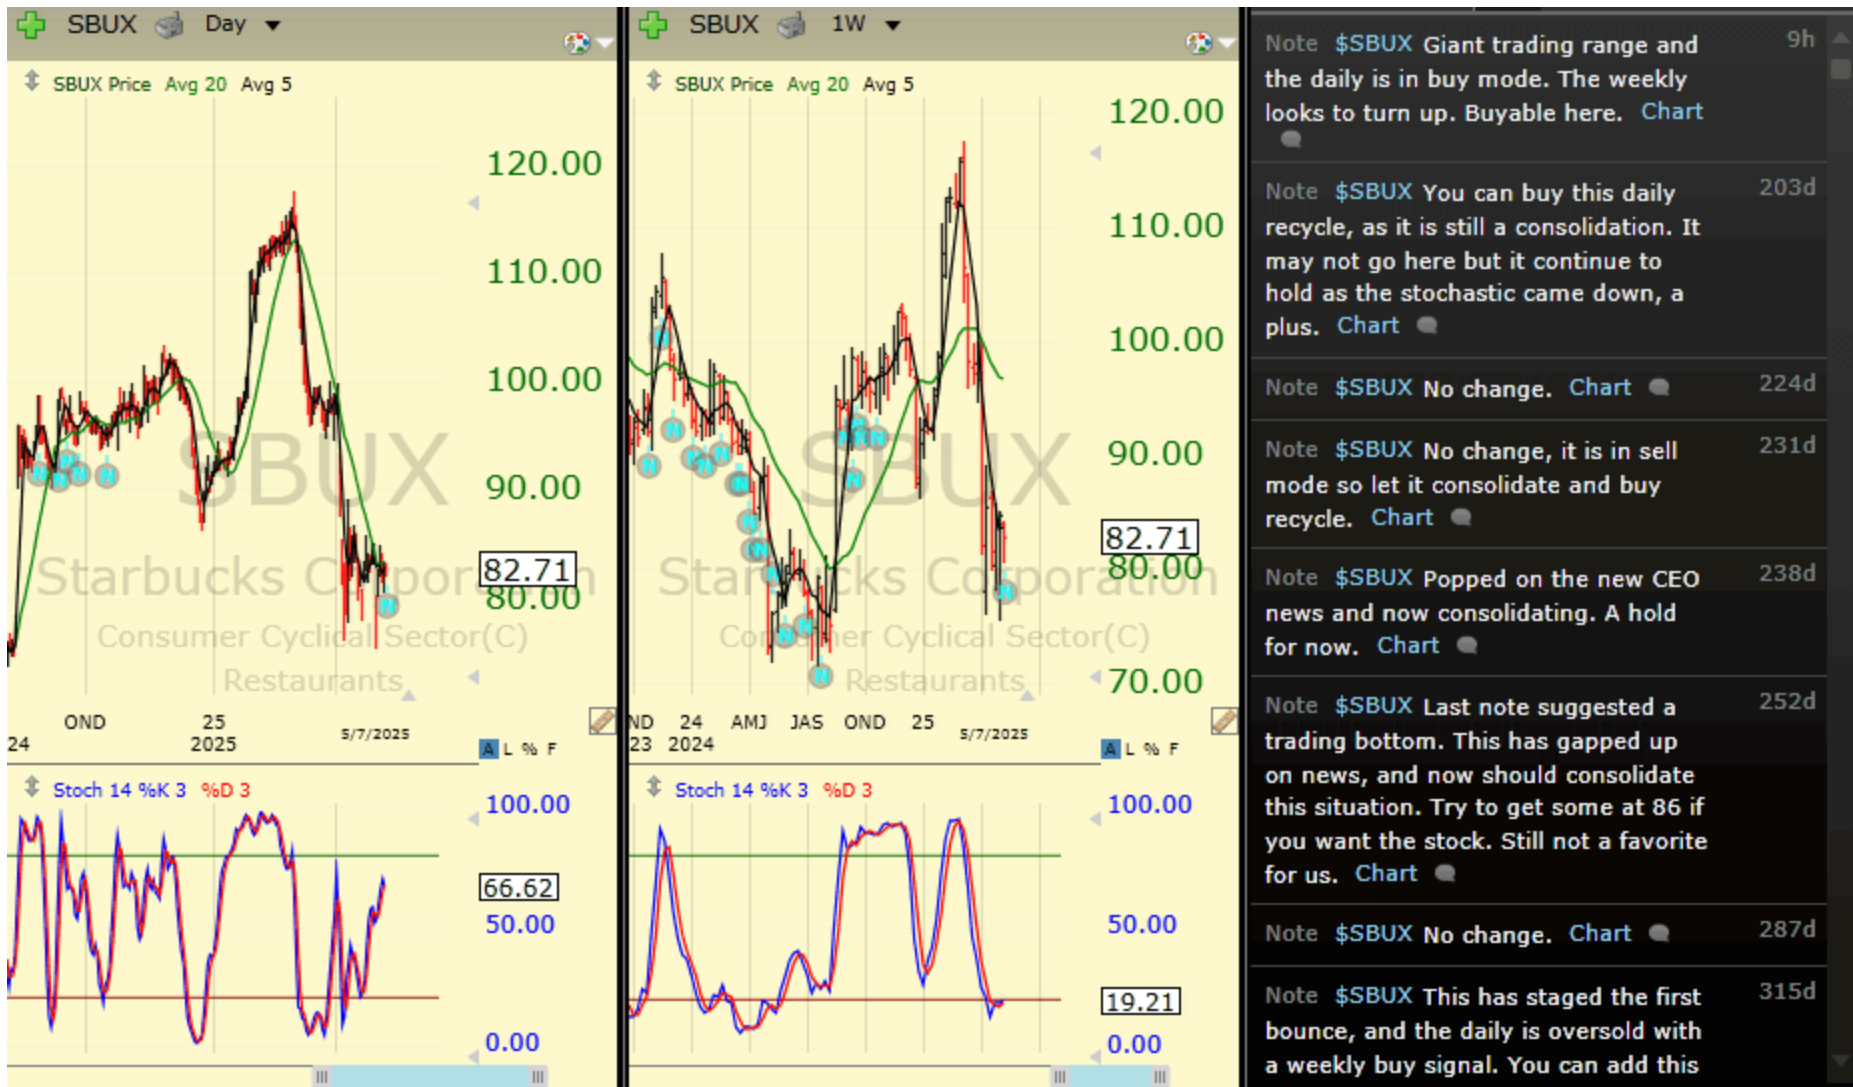 SBUX Day
SBUX Price Avg 20 Avg 5
120.00
110.00
100.00
90.00
82.71
80.00
SBUX
Starbucks Corporation
Consumer Cyclical Sector(C)
Restaurants
N N N N N N
OND 25 5/7/2025
24 2025
A L % F
Stoch 14 %K 3 %D 3
100.00
66.62
50.00
0.00
SBUX 1W
SBUX Price Avg 20 Avg 5
120.00
110.00
100.00
90.00
82.71
80.00
70.00
SBUX
Starbucks Corporation
Consumer Cyclical Sector(C)
Restaurants
ND 24 AMJ JAS OND 25 5/7/2025
23 2024
A L % F
Stoch 14 %K 3 %D 3
100.00
50.00
19.21
0.00
Note $SBUX Giant trading range and 9h
the daily is in buy mode. The weekly
looks to turn up. Buyable here. Chart
Note $SBUX You can buy this daily 203d
recycle, as it is still a consolidation. It
may not go here but it continue to
hold as the stochastic came down, a
plus. Chart
Note $SBUX No change. Chart 224d
Note $SBUX No change, it is in sell 231d
mode so let it consolidate and buy
recycle. Chart
Note $SBUX Popped on the new CEO 238d
news and now consolidating. A hold
for now. Chart
Note $SBUX Last note suggested a 252d
trading bottom. This has gapped up
on news, and now should consolidate
this situation. Try to get some at 86 if
you want the stock. Still not a favorite
for us. Chart
Note $SBUX No change. Chart 287d
Note $SBUX This has staged the first 315d
bounce, and the daily is oversold with
a weekly buy signal. You can add this